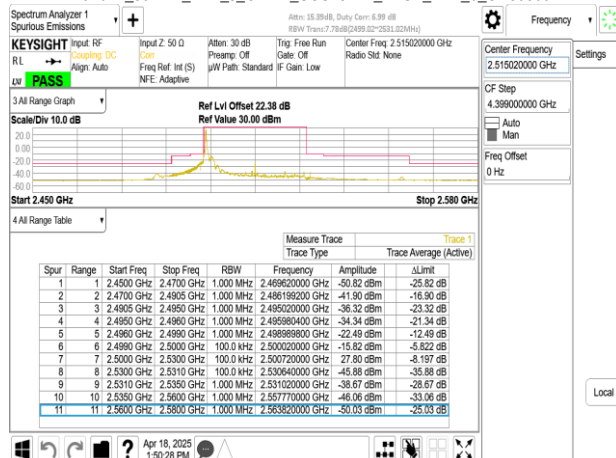 Spectrum Analyzer 1
Spurious Emissions
Attn: 15.39dB, Duty Corr: 6.99 dB
RBW Trans:7.78dB(2499.02~2531.02MHz)
Frequency
Settings
KEYSIGHT
Input: RF
Input Z: 50 Ω
Atten: 30 dB
Trig: Free Run
Center Freq: 2.515020000 GHz
RL
Coupling: DC
Corr
Preamp: Off
Gate: Off
Radio Std: None
Align: Auto
Freq Ref: Int (S)
µW Path: Standard
IF Gain: Low
NFE: Adaptive
LXI
PASS
Center Frequency
2.515020000 GHz
CF Step
4.399000000 GHz
Auto
Man
Freq Offset
0 Hz
Local
3 All Range Graph
Ref Lvl Offset 22.38 dB
Scale/Div 10.0 dB
Ref Value 30.00 dBm
20.0
0.00
-20.0
-40.0
-60.0
Start 2.450 GHz
Stop 2.580 GHz
4 All Range Table
Measure Trace Trace 1
Trace Type Trace Average (Active)
Spur Range Start Freq Stop Freq RBW Frequency Amplitude ΔLimit
1 1 2.4500 GHz 2.4700 GHz 1.000 MHz 2.469620000 GHz -50.82 dBm -25.82 dB
2 2 2.4700 GHz 2.4905 GHz 1.000 MHz 2.486199200 GHz -41.90 dBm -16.90 dB
3 3 2.4905 GHz 2.4950 GHz 1.000 MHz 2.495020000 GHz -36.32 dBm -23.32 dB
4 4 2.4950 GHz 2.4960 GHz 1.000 MHz 2.495980400 GHz -34.34 dBm -21.34 dB
5 5 2.4960 GHz 2.4990 GHz 1.000 MHz 2.498989800 GHz -22.49 dBm -12.49 dB
6 6 2.4990 GHz 2.5000 GHz 100.0 kHz 2.500020000 GHz -15.82 dBm -5.822 dB
7 7 2.5000 GHz 2.5300 GHz 100.0 kHz 2.500720000 GHz 27.80 dBm -8.197 dB
8 8 2.5300 GHz 2.5310 GHz 100.0 kHz 2.530640000 GHz -45.88 dBm -35.88 dB
9 9 2.5310 GHz 2.5350 GHz 1.000 MHz 2.531020000 GHz -38.67 dBm -28.67 dB
10 10 2.5350 GHz 2.5600 GHz 1.000 MHz 2.557770000 GHz -46.06 dBm -33.06 dB
11 11 2.5600 GHz 2.5800 GHz 1.000 MHz 2.563820000 GHz -50.03 dBm -25.03 dB
Apr 18, 2025
1:50:28 PM